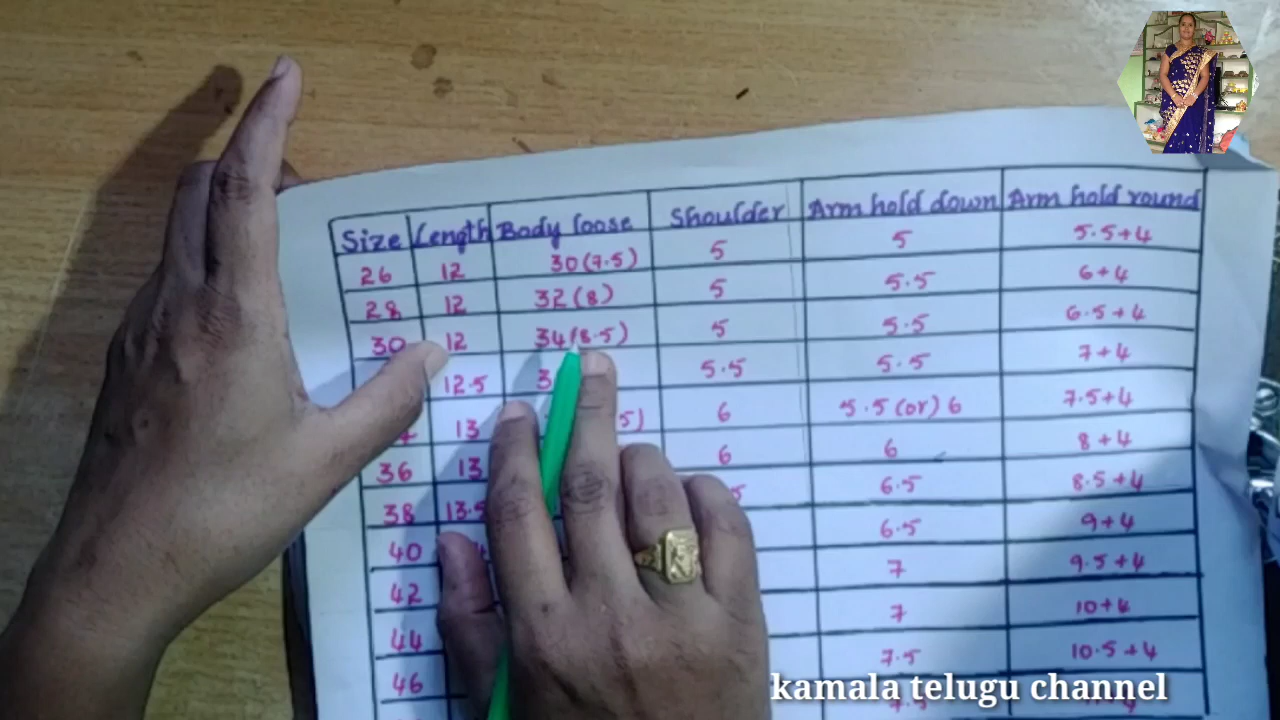 Size Length Body loose Shoulder Arm hold down Arm hold round
26 12 30(7.5) 5 5 5.5+4
28 12 32(8) 5 5.5 6+4
30 12 34(8.5) 5 5.5 6.5+4
12.5 5.5 5.5 7+4
13 6 5.5(or)6 7.5+4
36 13 6 6 8+4
38 13.5 6.5 8.5+4
40 6.5 9+4
42 7 9.5+4
44 7 10+4
46 7.5 10.5+4
kamala telugu channel